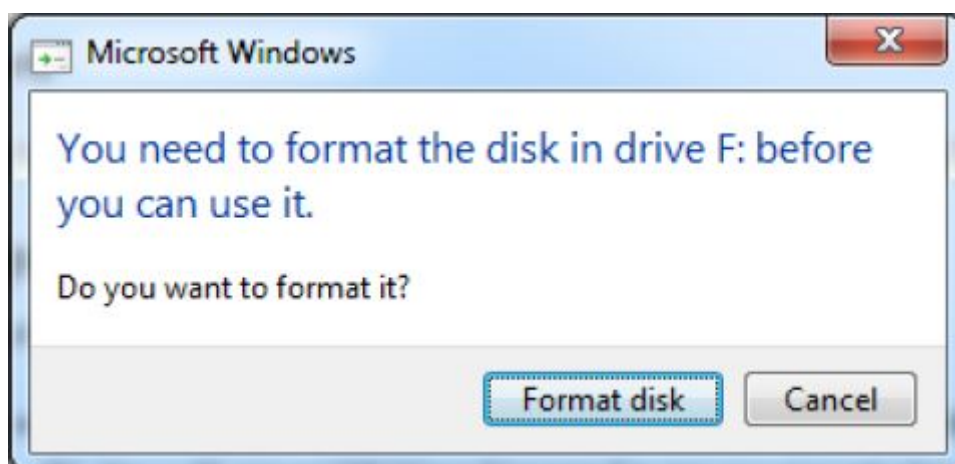 Microsoft Windows
You need to format the disk in drive F: before
you can use it.
Do you want to format it?
Format disk
Cancel